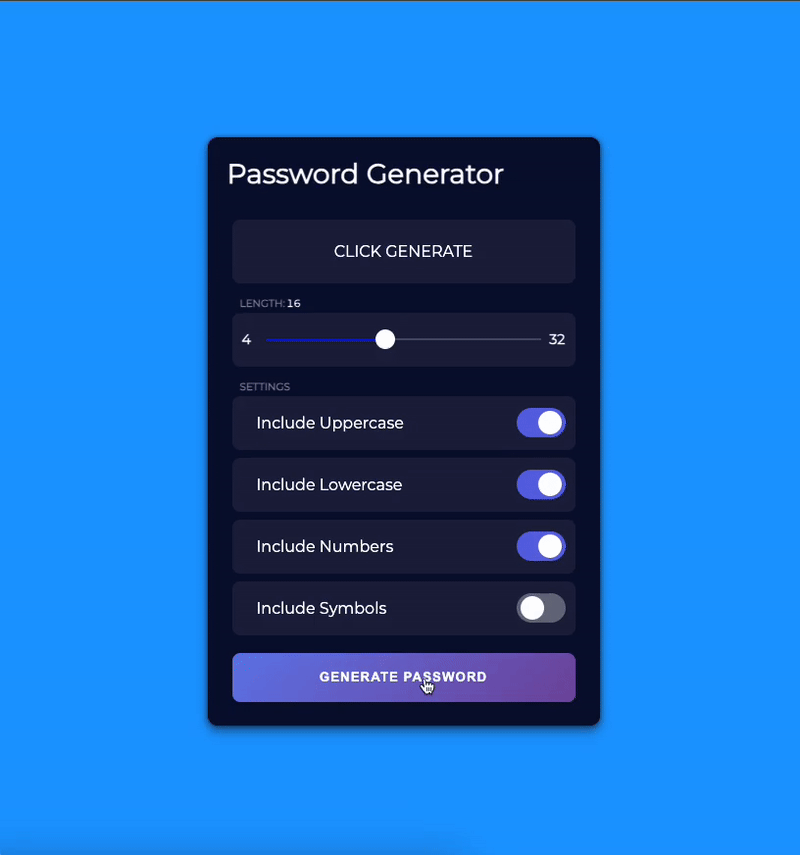 Password Generator
CLICK GENERATE
LENGTH: 16
4 32
SETTINGS
Include Uppercase
Include Lowercase
Include Numbers
Include Symbols
GENERATE PASSWORD